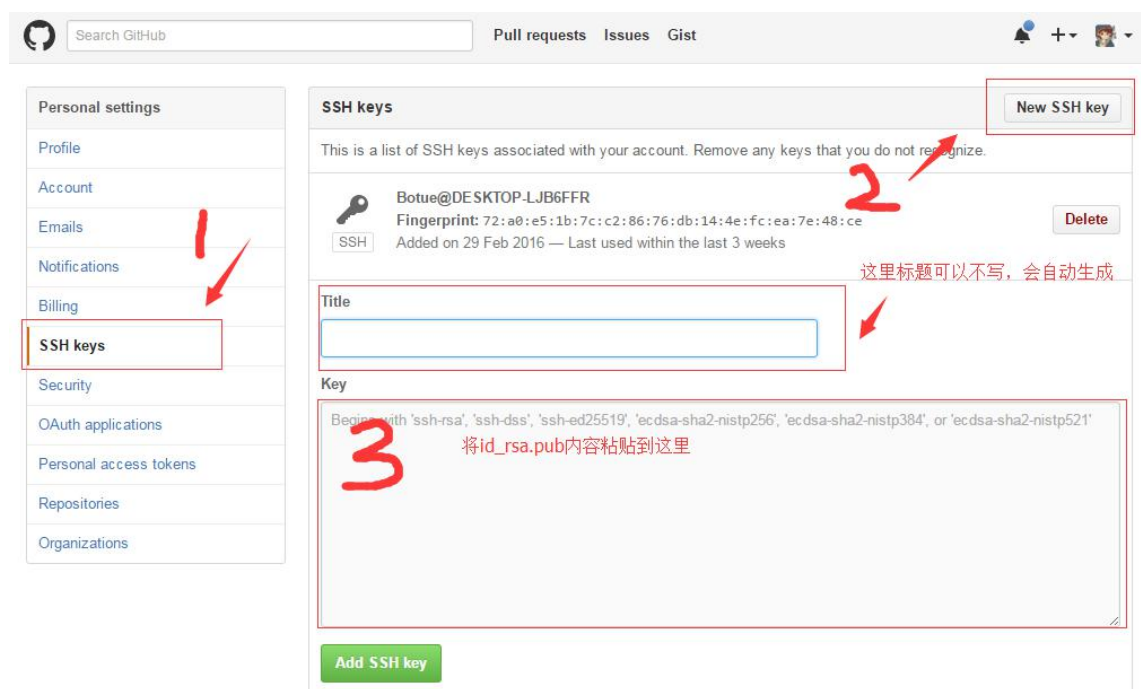 Search GitHub
Pull requests Issues Gist
Personal settings
Profile
Account
Emails
Notifications
Billing
SSH keys
Security
OAuth applications
Personal access tokens
Repositories
Organizations
1
SSH keys
New SSH key
This is a list of SSH keys associated with your account. Remove any keys that you do not recognize.
2
Botue@DESKTOP-LJB6FFR
Fingerprint: 72:a0:e5:1b:7c:c2:86:76:db:14:4e:fc:ea:7e:48:ce
SSH
Added on 29 Feb 2016 — Last used within the last 3 weeks
Delete
这里标题可以不写，会自动生成
Title
Key
Begins with 'ssh-rsa', 'ssh-dss', 'ssh-ed25519', 'ecdsa-sha2-nistp256', 'ecdsa-sha2-nistp384', or 'ecdsa-sha2-nistp521'
3
将id_rsa.pub内容粘贴到这里
Add SSH key